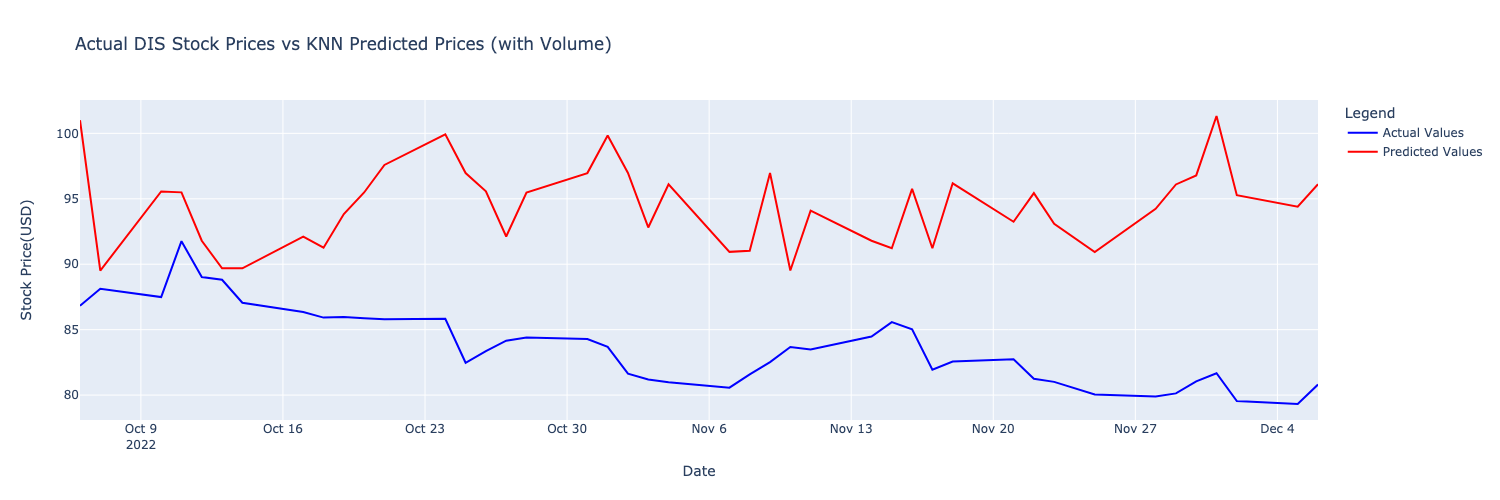 Actual DIS Stock Prices vs KNN Predicted Prices (with Volume)
Legend
Actual Values
Predicted Values
Stock Price(USD)
100
95
90
85
80
Oct 9
2022
Oct 16
Oct 23
Oct 30
Nov 6
Nov 13
Nov 20
Nov 27
Dec 4
Date